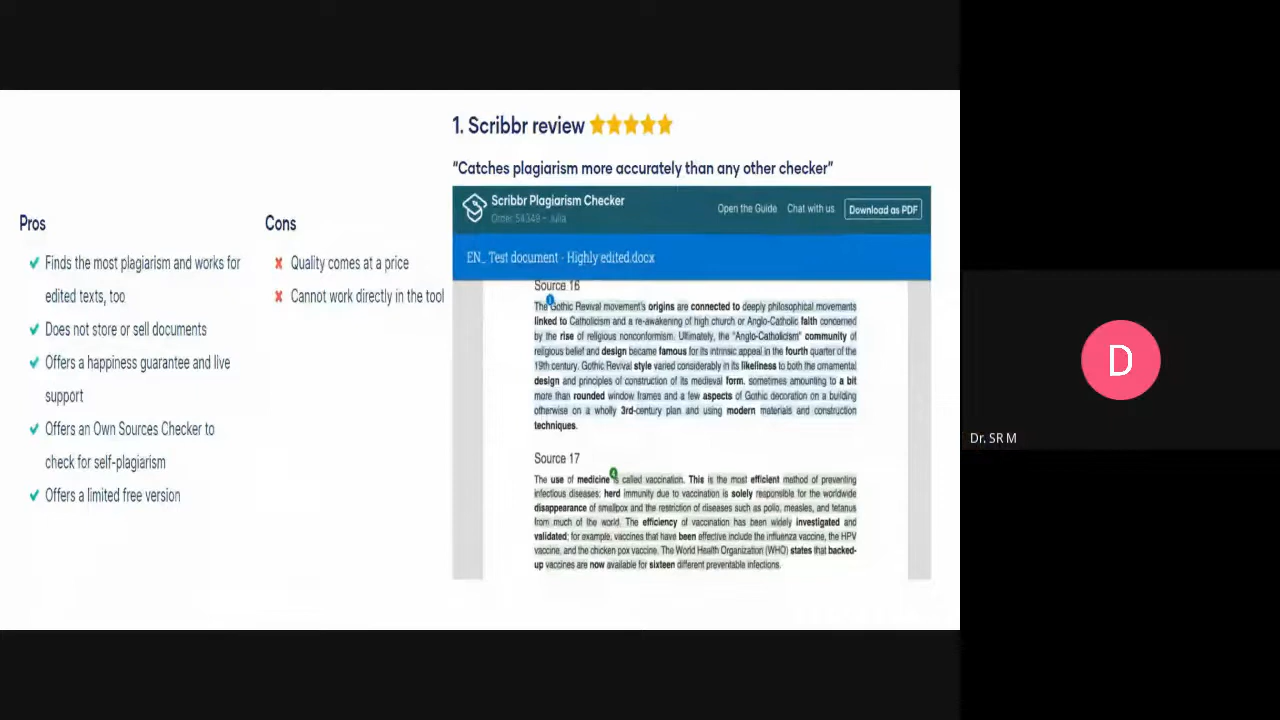 1. Scribbr review
"Catches plagiarism more accurately than any other checker"
Pros
Finds the most plagiarism and works for
edited texts, too
Does not store or sell documents
Offers a happiness guarantee and live
support
Offers an Own Sources Checker to
check for self-plagiarism
Offers a limited free version
Cons
Quality comes at a price
Cannot work directly in the tool
Scribbr Plagiarism Checker
Order 54349 - Julia
Open the Guide
Chat with us
Download as PDF
EN_ Test document - Highly edited.docx
Source 16
1
The Gothic Revival movement's origins are connected to deeply philosophical movements
linked to Catholicism and a re-awakening of high church or Anglo-Catholic faith concerned
by the rise of religious nonconformism. Ultimately, the "Anglo-Catholicism" community of
religious belief and design became famous for its intrinsic appeal in the fourth quarter of the
19th century. Gothic Revival style varied considerably in its likeliness to both the ornamental
design and principles of construction of its medieval form, sometimes amounting to a bit
more than rounded window frames and a few aspects of Gothic decoration on a building
otherwise on a wholly 3rd-century plan and using modern materials and construction
techniques.
Source 17
4
The use of medicine is called vaccination. This is the most efficient method of preventing
infectious diseases; herd immunity due to vaccination is solely responsible for the worldwide
disappearance of smallpox and the restriction of diseases such as polio, measles, and tetanus
from much of the world. The efficiency of vaccination has been widely investigated and
validated; for example, vaccines that have been effective include the influenza vaccine, the HPV
vaccine, and the chicken pox vaccine. The World Health Organization (WHO) states that backed-
up vaccines are now available for sixteen different preventable infections.
D
Dr. SR M